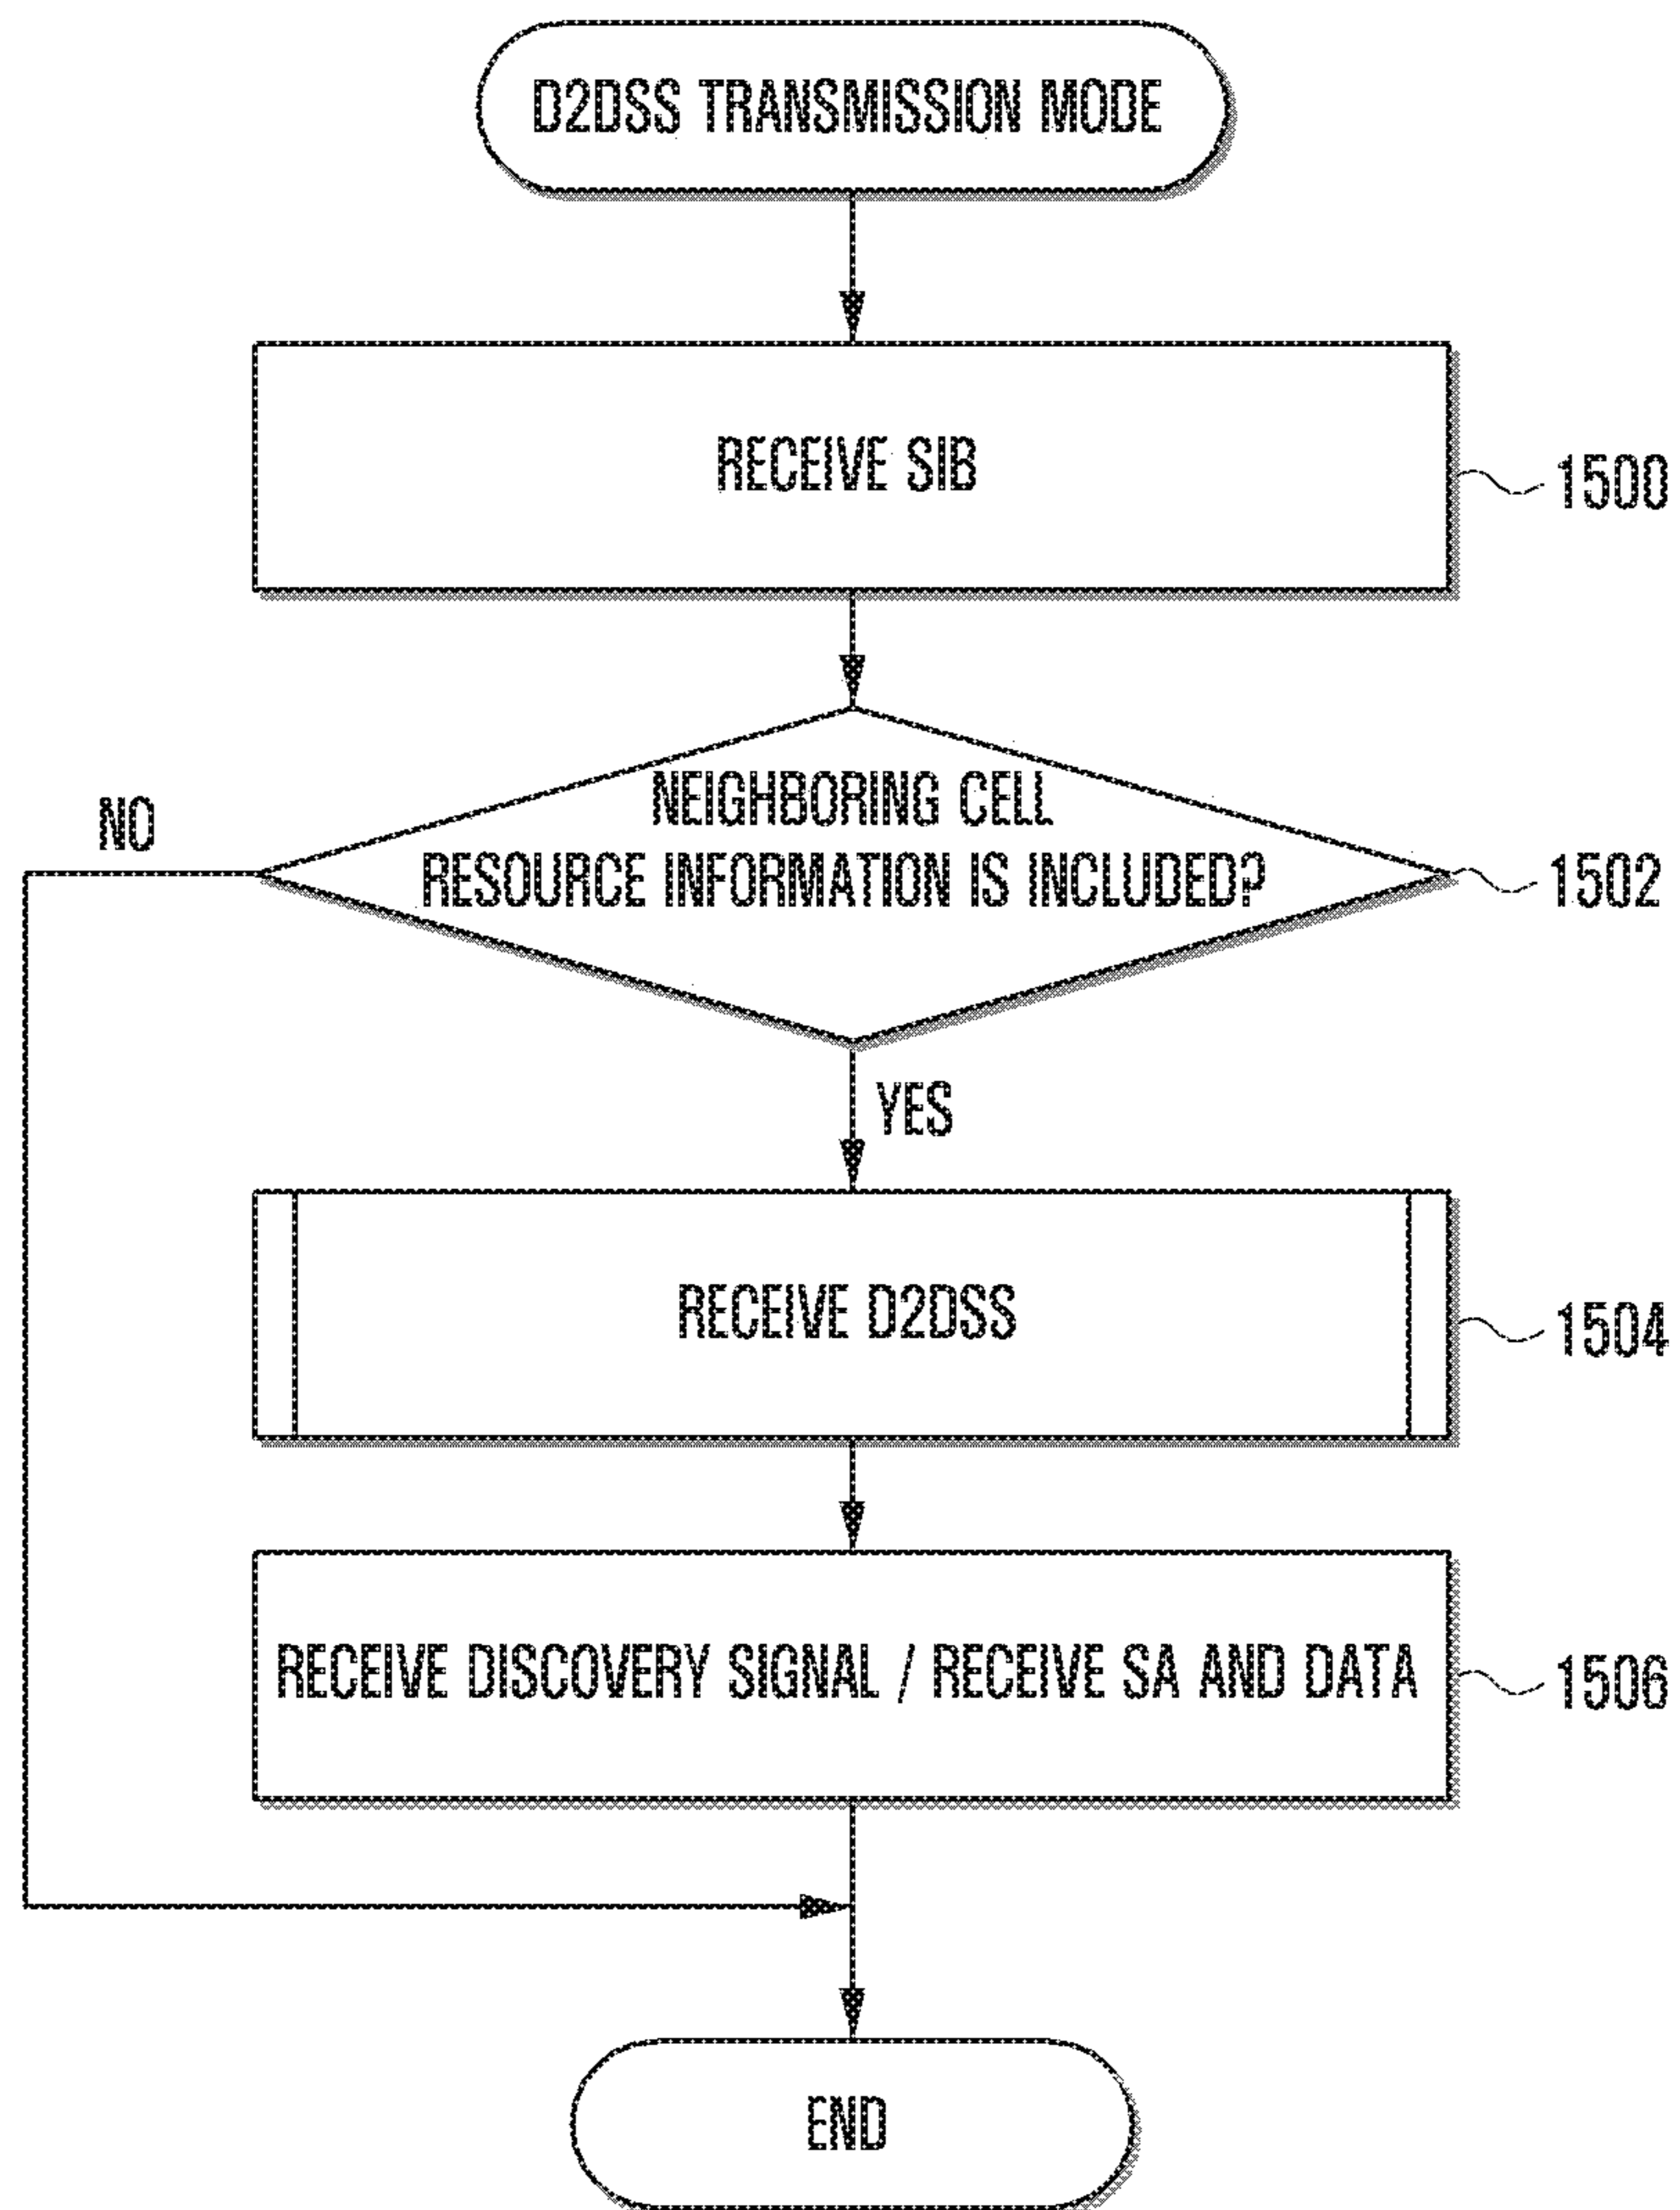 D2DSS TRANSMISSION MODE
RECEIVE SIB
1500
NEIGHBORING CELL
RESOURCE INFORMATION IS INCLUDED?
1502
NO
YES
RECEIVE D2DSS
1504
RECEIVE DISCOVERY SIGNAL / RECEIVE SA AND DATA
1506
END